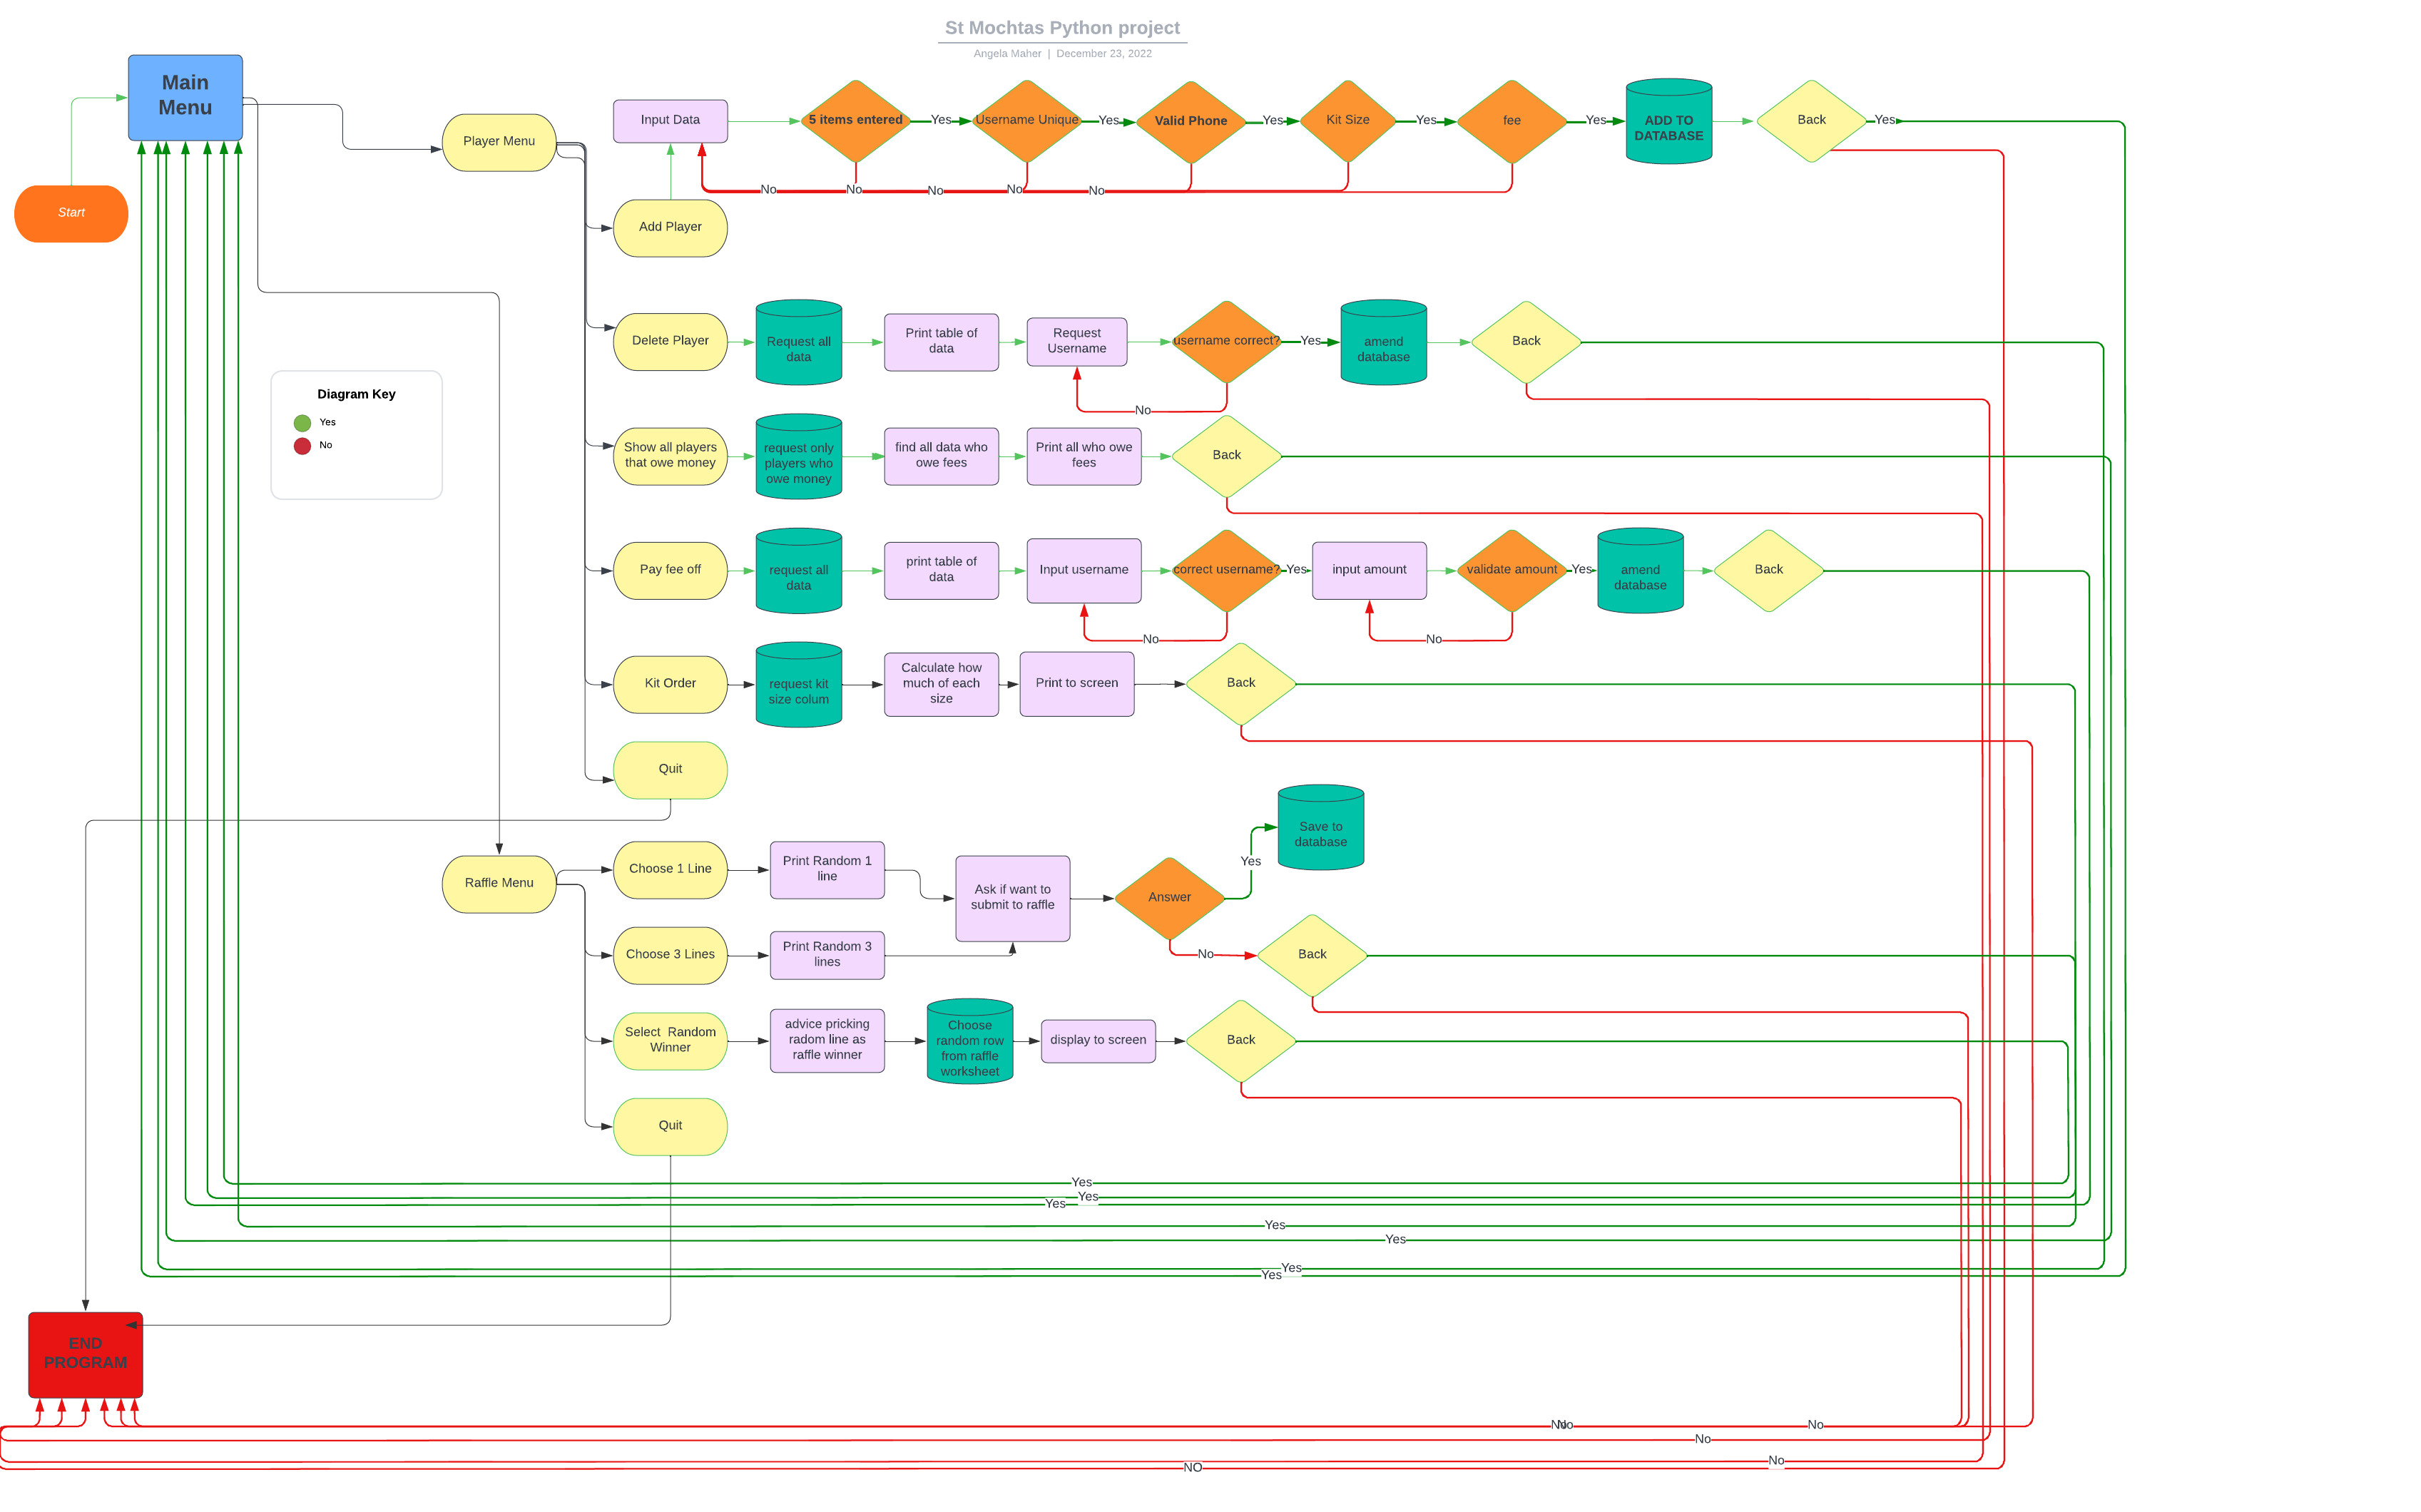 St Mochtas Python project
Angela Maher | December 23, 2022
Main
Menu
Start
Player Menu
Input Data
5 items entered
Yes
Username Unique
Yes
Valid Phone
Yes
Kit Size
Yes
fee
Yes
ADD TO
DATABASE
Back
Yes
No
No
No
No
No
Add Player
Delete Player
Request all
data
Print table of
data
Request
Username
username correct?
Yes
amend
database
Back
No
Diagram Key
Yes
No
Show all players
that owe money
request only
players who
owe money
find all data who
owe fees
Print all who owe
fees
Back
Pay fee off
request all
data
print table of
data
Input username
correct username?
Yes
input amount
validate amount
Yes
amend
database
Back
No
No
Kit Order
request kit
size colum
Calculate how
much of each
size
Print to screen
Back
Quit
Raffle Menu
Choose 1 Line
Print Random 1
line
Ask if want to
submit to raffle
Answer
Yes
Save to
database
No
Back
Choose 3 Lines
Print Random 3
lines
Select Random
Winner
advice pricking
radom line as
raffle winner
Choose
random row
from raffle
worksheet
display to screen
Back
Quit
Yes
Yes
Yes
Yes
Yes
Yes
Yes
END
PROGRAM
No
No
No
No
No
NO